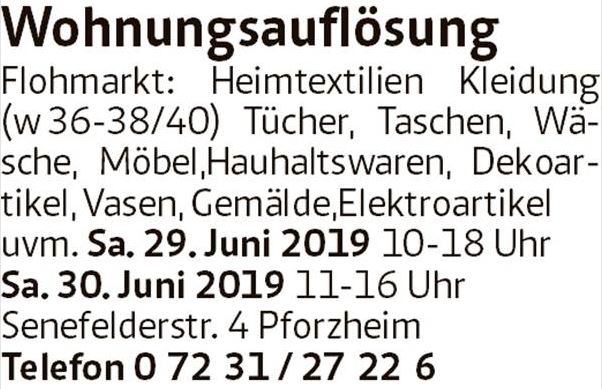 Wohnungsauflösung
Flohmarkt: Heimtextilien Kleidung
(w 36-38/40) Tücher, Taschen, Wä-
sche, Möbel,Hauhaltswaren, Dekoar-
tikel, Vasen, Gemälde,Elektroartikel
uvm. Sa. 29. Juni 2019 10-18 Uhr
Sa. 30. Juni 2019 11-16 Uhr
Senefelderstr. 4 Pforzheim
Telefon 0 72 31 / 27 22 6